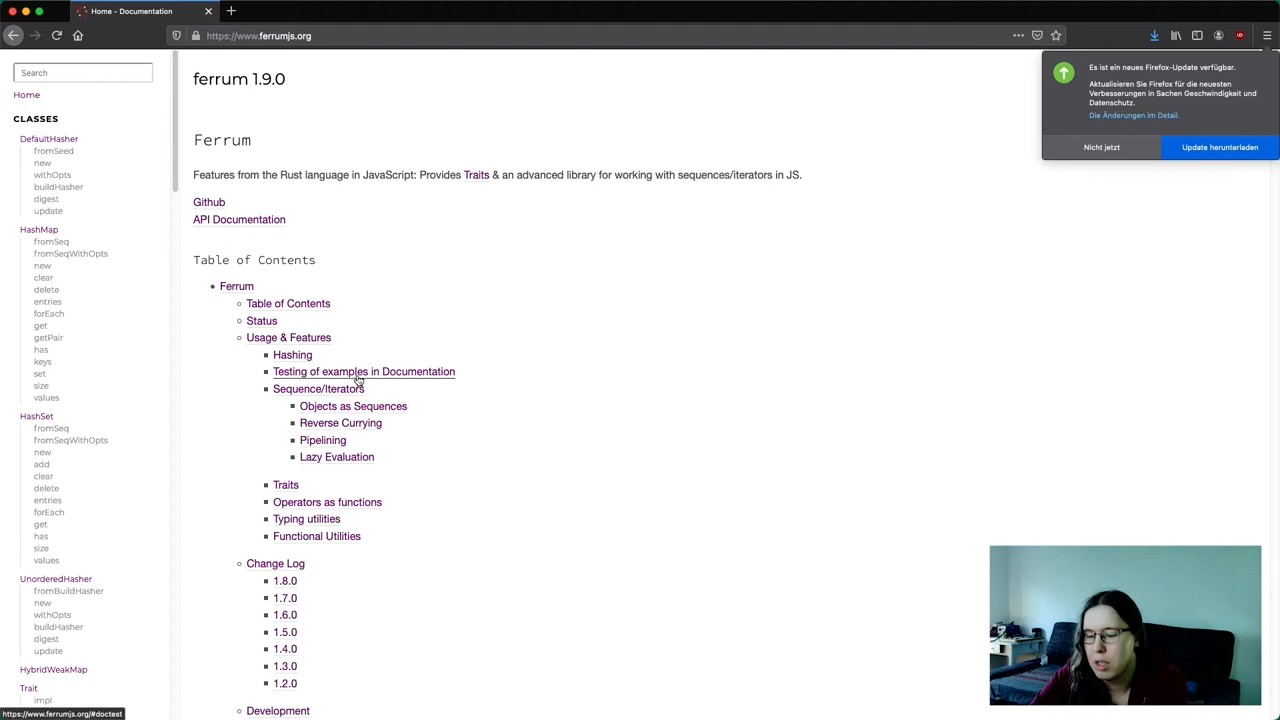 Home - Documentation
https://www.ferrumjs.org
Search
Home
CLASSES
DefaultHasher
fromSeed
new
withOpts
buildHasher
digest
update
HashMap
fromSeq
fromSeqWithOpts
new
clear
delete
entries
forEach
get
getPair
has
keys
set
size
values
HashSet
fromSeq
fromSeqWithOpts
new
add
clear
delete
entries
forEach
get
has
size
values
UnorderedHasher
fromBuildHasher
new
withOpts
buildHasher
digest
update
HybridWeakMap
Trait
impl
https://www.ferrumjs.org/#doctest
ferrum 1.9.0
Ferrum
Features from the Rust language in JavaScript: Provides Traits & an advanced library for working with sequences/iterators in JS.
Github
API Documentation
Table of Contents
Ferrum
Table of Contents
Status
Usage & Features
Hashing
Testing of examples in Documentation
Sequence/Iterators
Objects as Sequences
Reverse Currying
Pipelining
Lazy Evaluation
Traits
Operators as functions
Typing utilities
Functional Utilities
Change Log
1.8.0
1.7.0
1.6.0
1.5.0
1.4.0
1.3.0
1.2.0
Development
Es ist ein neues Firefox-Update verfügbar.
Aktualisieren Sie Firefox für die neuesten
Verbesserungen in Sachen Geschwindigkeit und
Datenschutz.
Die Änderungen im Detail.
Nicht jetzt
Update herunterladen